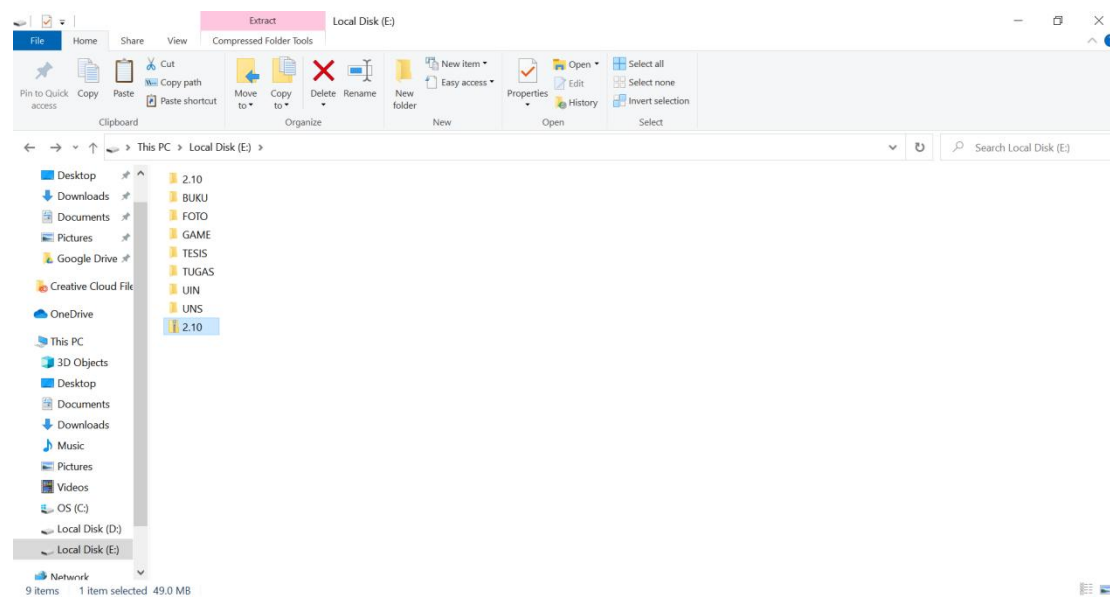 Extract
Local Disk (E:)
File Home Share View Compressed Folder Tools
Pin to Quick access
Copy
Paste
Cut
Copy path
Paste shortcut
Clipboard
Move to
Copy to
Delete
Rename
Organize
New folder
New item
Easy access
New
Properties
Open
Edit
History
Open
Select all
Select none
Invert selection
Select
This PC > Local Disk (E:) >
Search Local Disk (E:)
Desktop
Downloads
Documents
Pictures
Google Drive
Creative Cloud File
OneDrive
This PC
3D Objects
Desktop
Documents
Downloads
Music
Pictures
Videos
OS (C:)
Local Disk (D:)
Local Disk (E:)
Network
2.10
BUKU
FOTO
GAME
TESIS
TUGAS
UIN
UNS
2.10
9 items 1 item selected 49.0 MB